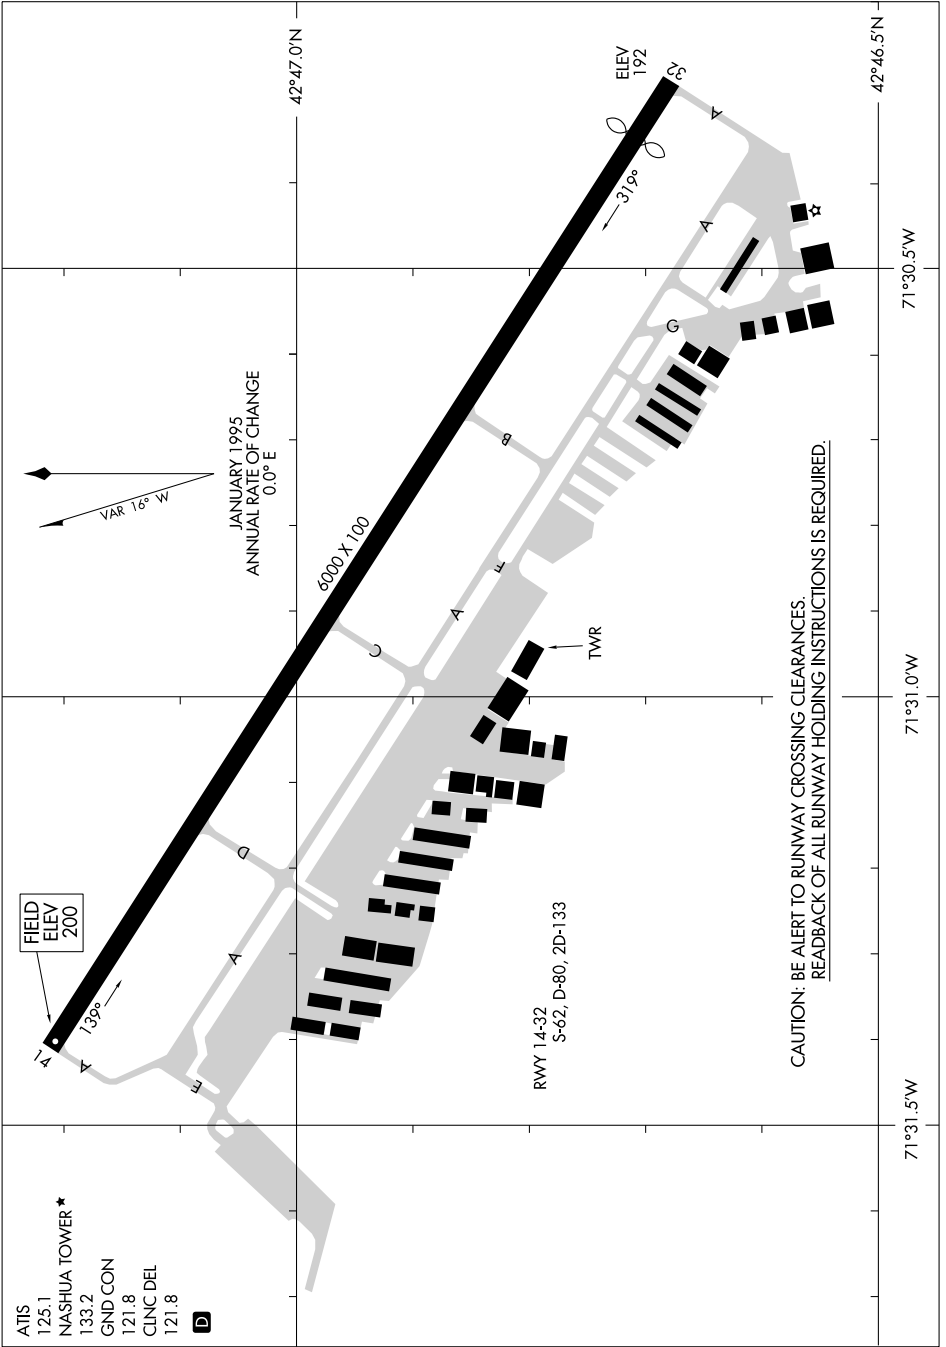 ATIS
125.1
NASHUA TOWER ★
133.2
GND CON
121.8
CLNC DEL
121.8
D
FIELD
ELEV
200
14
139°
A
E
A
D
C
A
F
B
G
A
A
6000 X 100
319°
32
ELEV
192
VAR 16° W
JANUARY 1995
ANNUAL RATE OF CHANGE
0.0° E
TWR
RWY 14-32
S-62, D-80, 2D-133
CAUTION: BE ALERT TO RUNWAY CROSSING CLEARANCES.
READBACK OF ALL RUNWAY HOLDING INSTRUCTIONS IS REQUIRED.
42°47.0'N
42°46.5'N
71°31.5'W
71°31.0'W
71°30.5'W